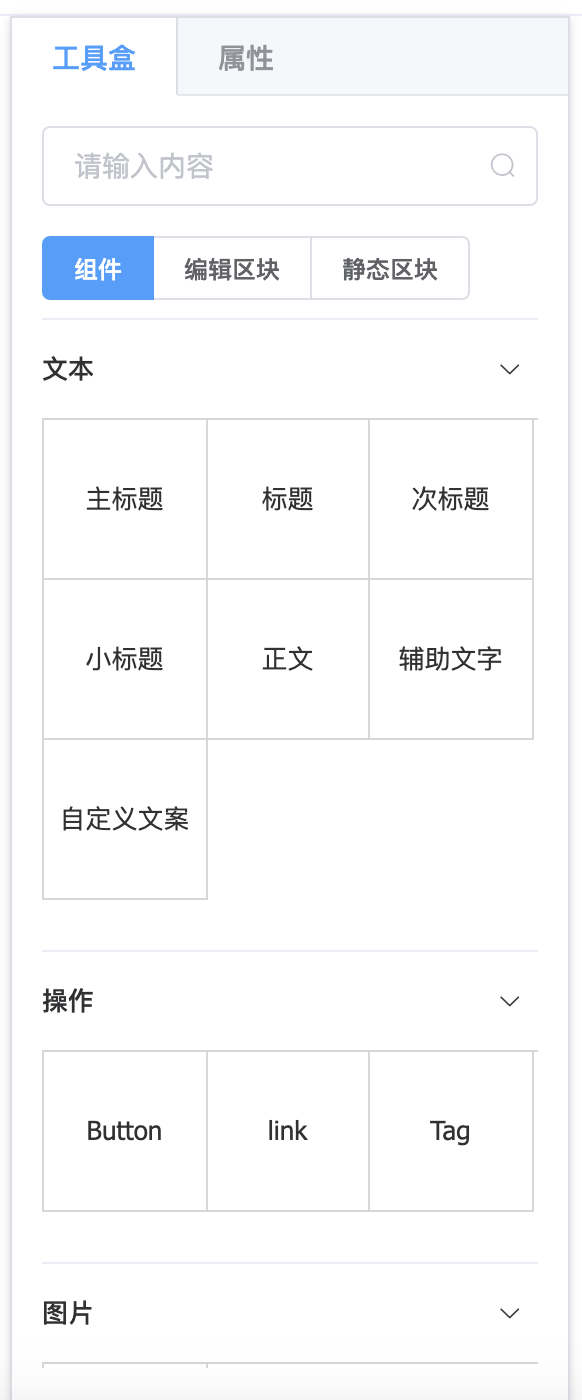 工具盒 属性
请输入内容
组件 编辑区块 静态区块
文本
主标题 标题 次标题
小标题 正文 辅助文字
自定义文案
操作
Button link Tag
图片